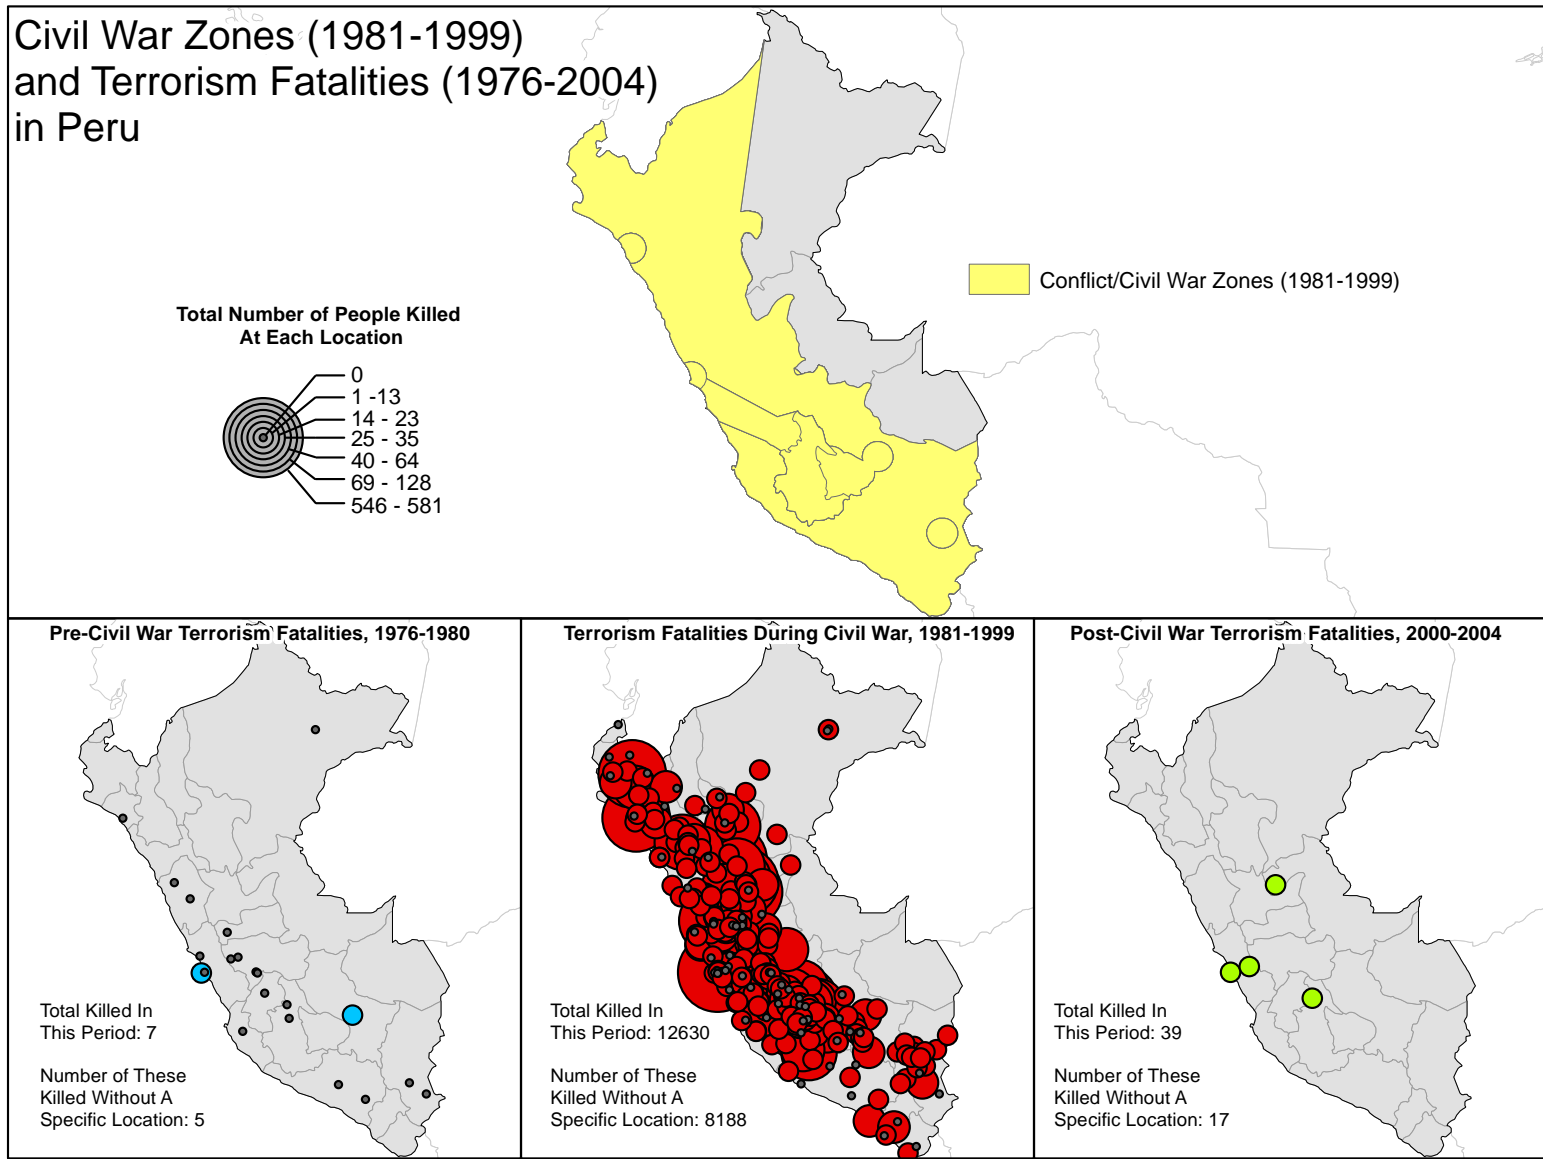 Civil War Zones (1981-1999)
and Terrorism Fatalities (1976-2004)
in Peru
Conflict/Civil War Zones (1981-1999)
Total Number of People Killed
At Each Location
0
1 -13
14 - 23
25 - 35
40 - 64
69 - 128
546 - 581
Pre-Civil War Terrorism Fatalities, 1976-1980
Total Killed In
This Period: 7
Number of These
Killed Without A
Specific Location: 5
Terrorism Fatalities During Civil War, 1981-1999
Total Killed In
This Period: 12630
Number of These
Killed Without A
Specific Location: 8188
Post-Civil War Terrorism Fatalities, 2000-2004
Total Killed In
This Period: 39
Number of These
Killed Without A
Specific Location: 17